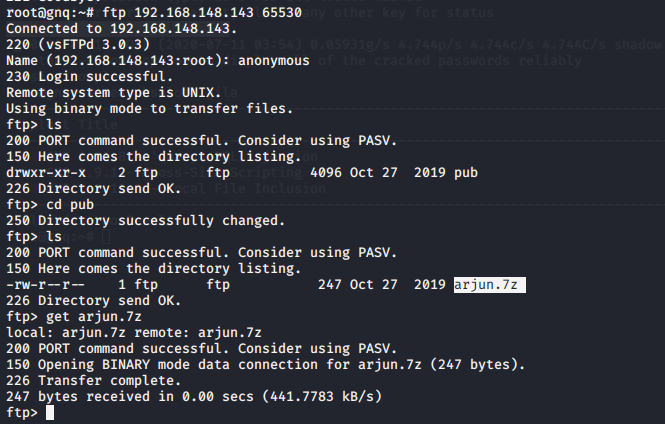 root@gnq:~# ftp 192.168.148.143 65530
Connected to 192.168.148.143.
220 (vsFTPd 3.0.3)
Name (192.168.148.143:root): anonymous
230 Login successful.
Remote system type is UNIX.
Using binary mode to transfer files.
ftp> ls
200 PORT command successful. Consider using PASV.
150 Here comes the directory listing.
drwxr-xr-x    2 ftp      ftp          4096 Oct 27  2019 pub
226 Directory send OK.
ftp> cd pub
250 Directory successfully changed.
ftp> ls
200 PORT command successful. Consider using PASV.
150 Here comes the directory listing.
-rw-r--r--    1 ftp      ftp           247 Oct 27  2019 arjun.7z
226 Directory send OK.
ftp> get arjun.7z
local: arjun.7z remote: arjun.7z
200 PORT command successful. Consider using PASV.
150 Opening BINARY mode data connection for arjun.7z (247 bytes).
226 Transfer complete.
247 bytes received in 0.00 secs (441.7783 kB/s)
ftp>